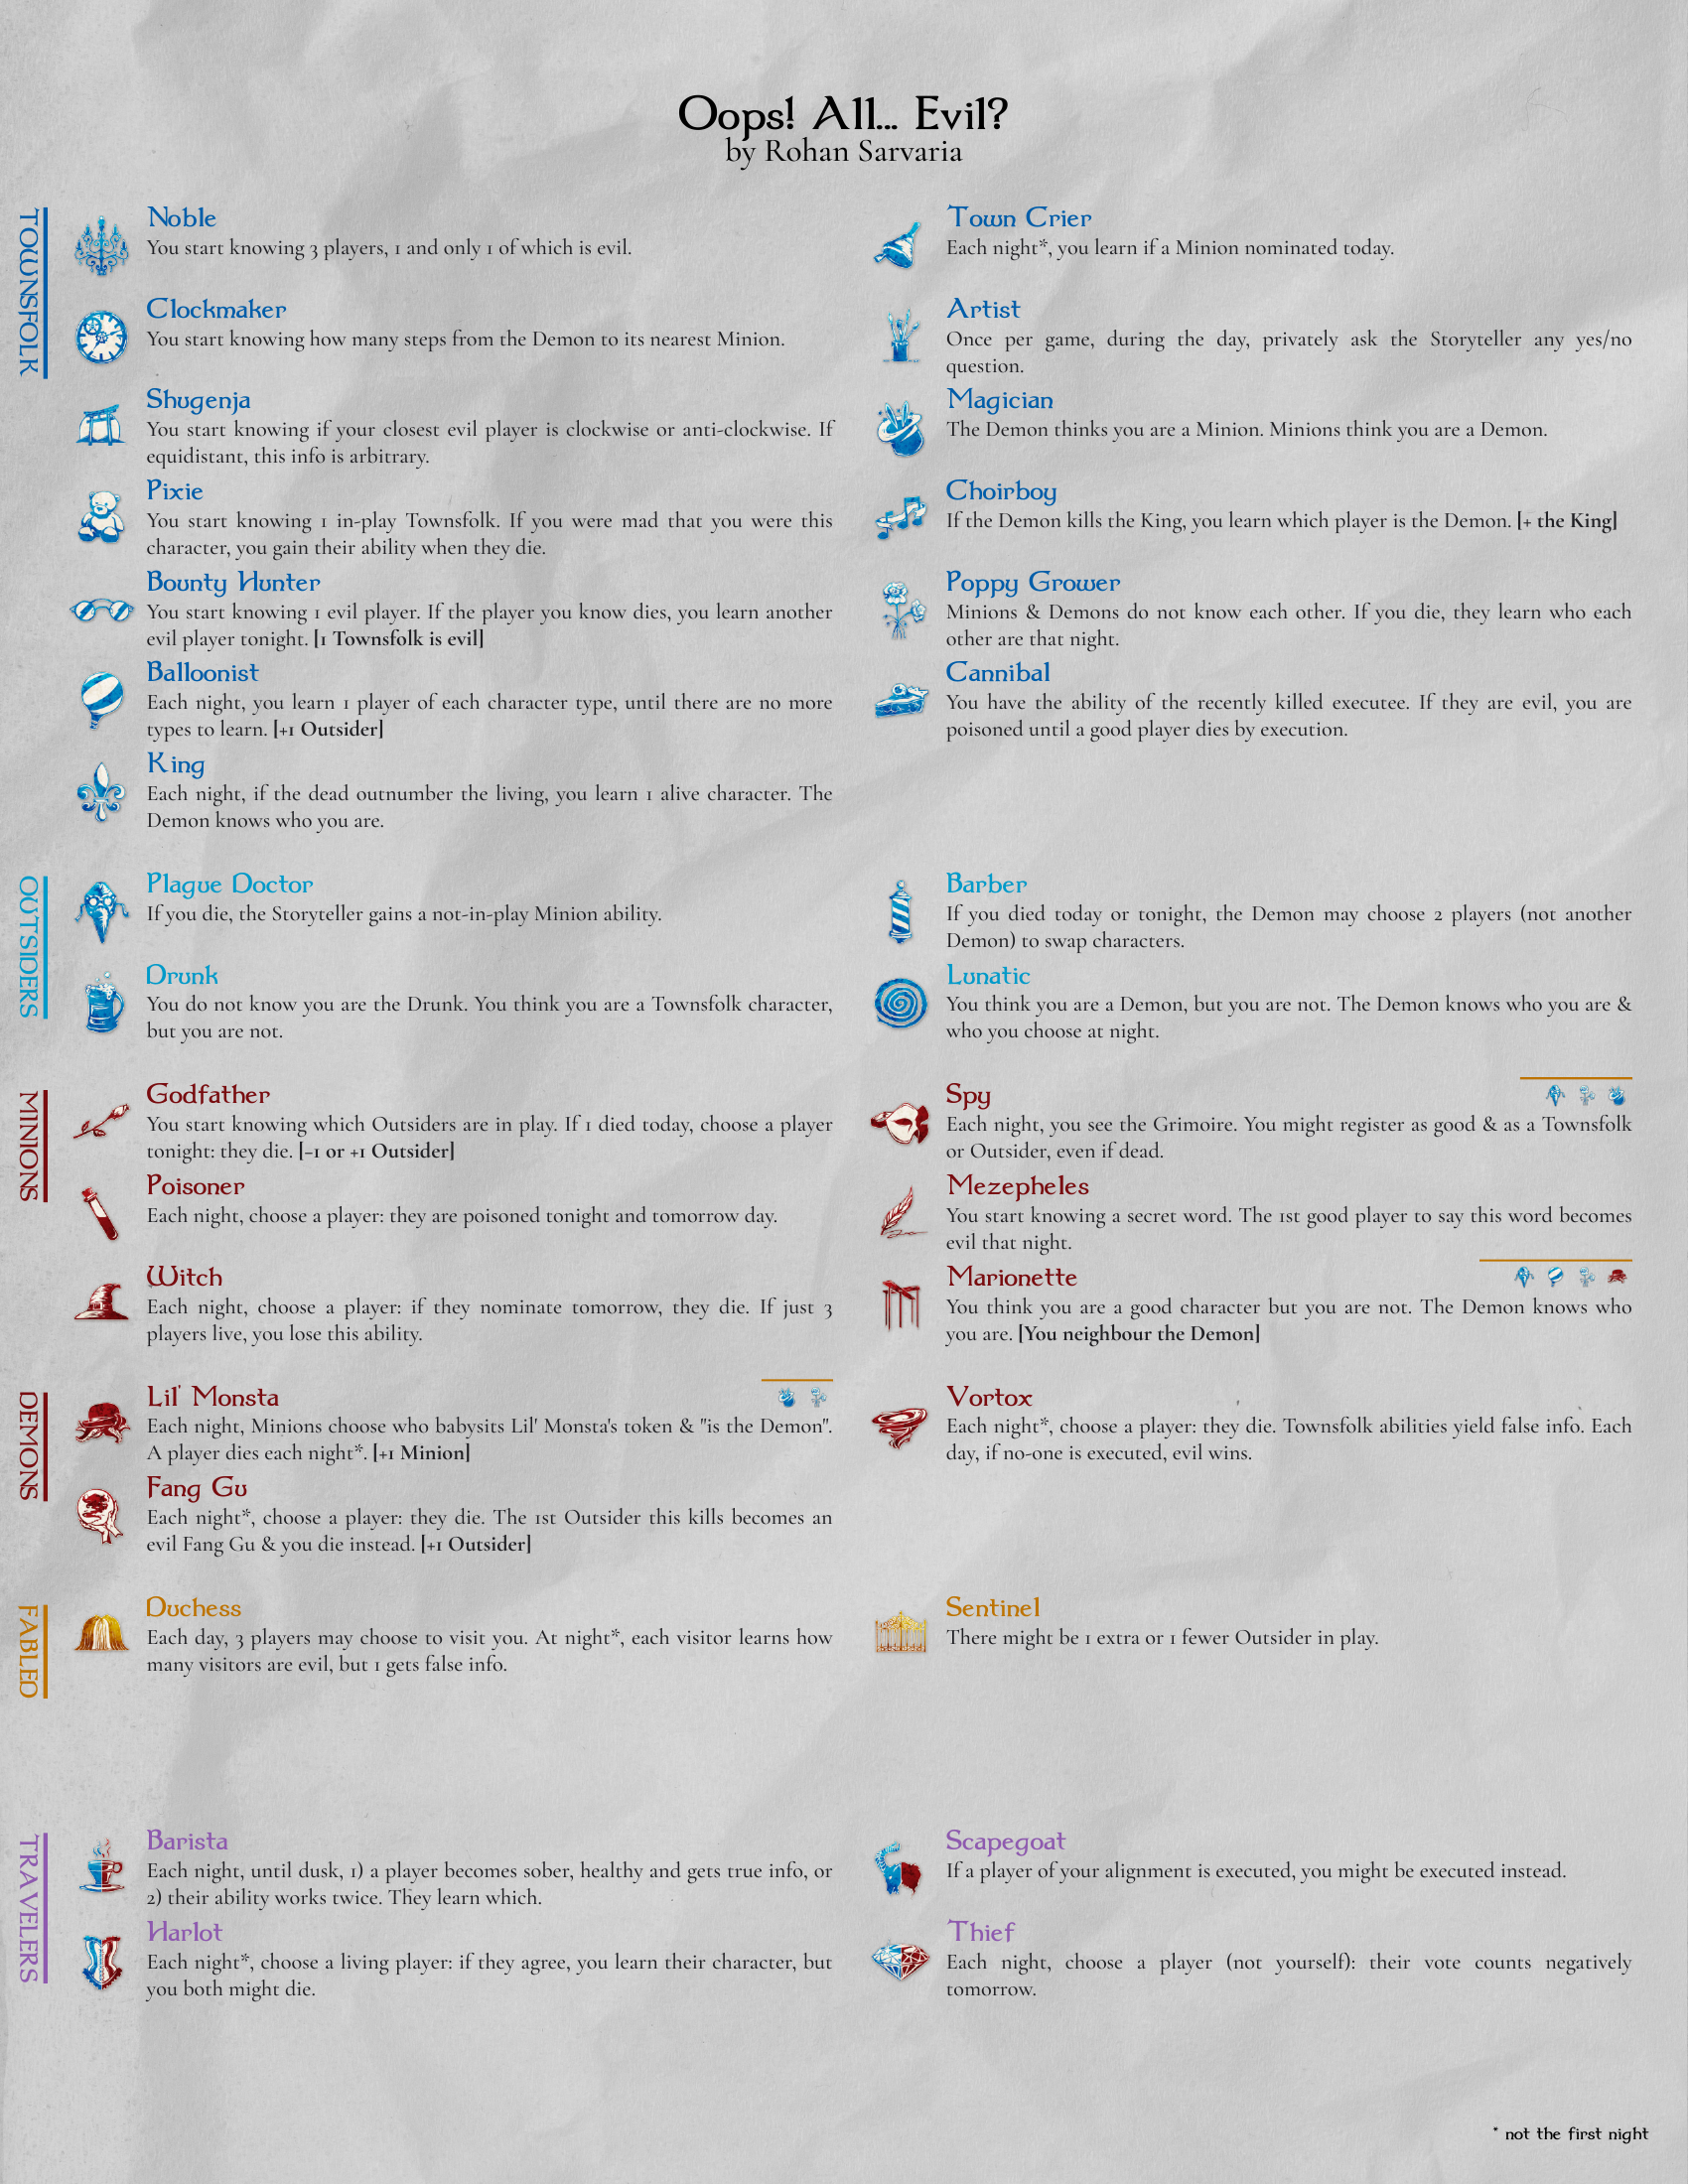 Oops! All... Evil?
by Rohan Sarvaria
TOWNSFOLK
Noble
You start knowing 3 players, 1 and only 1 of which is evil.
Clockmaker
You start knowing how many steps from the Demon to its nearest Minion.
Shugenja
You start knowing if your closest evil player is clockwise or anti-clockwise. If
equidistant, this info is arbitrary.
Pixie
You start knowing 1 in-play Townsfolk. If you were mad that you were this
character, you gain their ability when they die.
Bounty Hunter
You start knowing 1 evil player. If the player you know dies, you learn another
evil player tonight. [1 Townsfolk is evil]
Balloonist
Each night, you learn 1 player of each character type, until there are no more
types to learn. [+1 Outsider]
King
Each night, if the dead outnumber the living, you learn 1 alive character. The
Demon knows who you are.
Town Crier
Each night*, you learn if a Minion nominated today.
Artist
Once per game, during the day, privately ask the Storyteller any yes/no
question.
Magician
The Demon thinks you are a Minion. Minions think you are a Demon.
Choirboy
If the Demon kills the King, you learn which player is the Demon. [+ the King]
Poppy Grower
Minions & Demons do not know each other. If you die, they learn who each
other are that night.
Cannibal
You have the ability of the recently killed executee. If they are evil, you are
poisoned until a good player dies by execution.
OUTSIDERS
Plague Doctor
If you die, the Storyteller gains a not-in-play Minion ability.
Drunk
You do not know you are the Drunk. You think you are a Townsfolk character,
but you are not.
Barber
If you died today or tonight, the Demon may choose 2 players (not another
Demon) to swap characters.
Lunatic
You think you are a Demon, but you are not. The Demon knows who you are &
who you choose at night.
MINIONS
Godfather
You start knowing which Outsiders are in play. If 1 died today, choose a player
tonight: they die. [−1 or +1 Outsider]
Poisoner
Each night, choose a player: they are poisoned tonight and tomorrow day.
Witch
Each night, choose a player: if they nominate tomorrow, they die. If just 3
players live, you lose this ability.
Spy
Each night, you see the Grimoire. You might register as good & as a Townsfolk
or Outsider, even if dead.
Mezepheles
You start knowing a secret word. The 1st good player to say this word becomes
evil that night.
Marionette
You think you are a good character but you are not. The Demon knows who
you are. [You neighbour the Demon]
DEMONS
Lil' Monsta
Each night, Minions choose who babysits Lil' Monsta's token & "is the Demon".
A player dies each night*. [+1 Minion]
Fang Gu
Each night*, choose a player: they die. The 1st Outsider this kills becomes an
evil Fang Gu & you die instead. [+1 Outsider]
Vortox
Each night*, choose a player: they die. Townsfolk abilities yield false info. Each
day, if no-one is executed, evil wins.
FABLED
Duchess
Each day, 3 players may choose to visit you. At night*, each visitor learns how
many visitors are evil, but 1 gets false info.
Sentinel
There might be 1 extra or 1 fewer Outsider in play.
TRAVELERS
Barista
Each night, until dusk, 1) a player becomes sober, healthy and gets true info, or
2) their ability works twice. They learn which.
Harlot
Each night*, choose a living player: if they agree, you learn their character, but
you both might die.
Scapegoat
If a player of your alignment is executed, you might be executed instead.
Thief
Each night, choose a player (not yourself): their vote counts negatively
tomorrow.
* not the first night